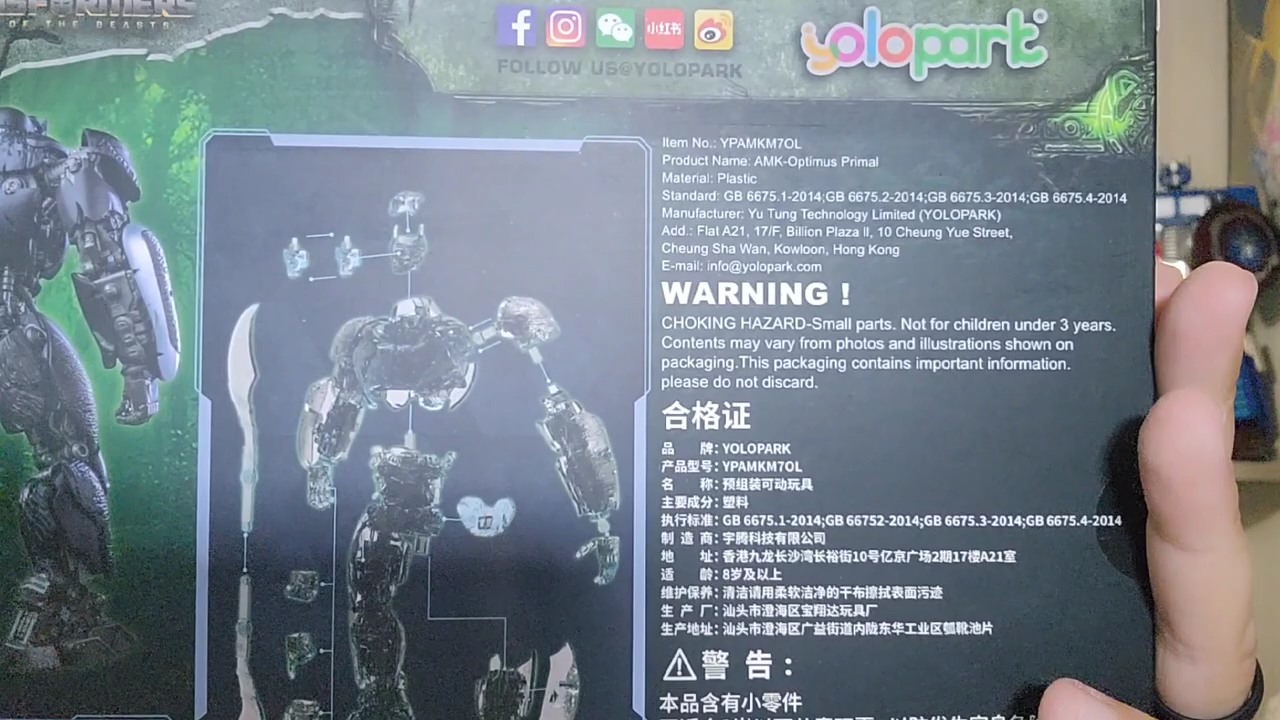 OF THE BEASTS
小红书
FOLLOW US@YOLOPARK
yolopark
Item No.: YPAMKM7OL
Product Name: AMK-Optimus Primal
Material: Plastic
Standard: GB 6675.1-2014;GB 6675.2-2014;GB 6675.3-2014;GB 6675.4-2014
Manufacturer: Yu Tung Technology Limited (YOLOPARK)
Add.: Flat A21, 17/F, Billion Plaza II, 10 Cheung Yue Street,
Cheung Sha Wan, Kowloon, Hong Kong
E-mail: info@yolopark.com
WARNING !
CHOKING HAZARD-Small parts. Not for children under 3 years.
Contents may vary from photos and illustrations shown on
packaging.This packaging contains important information.
please do not discard.
合格证
品 牌: YOLOPARK
产品型号: YPAMKM7OL
名 称: 预组装可动玩具
主要成分: 塑料
执行标准: GB 6675.1-2014;GB 66752-2014;GB 6675.3-2014;GB 6675.4-2014
制 造 商: 宇腾科技有限公司
地 址: 香港九龙长沙湾长裕街10号亿京广场2期17楼A21室
适 龄: 8岁及以上
维护保养: 清洁请用柔软洁净的干布擦拭表面污迹
生 产 厂: 汕头市澄海区宝翔达玩具厂
生产地址: 汕头市澄海区广益街道内陇东华工业区瓠靴池片
警 告:
本品含有小零件